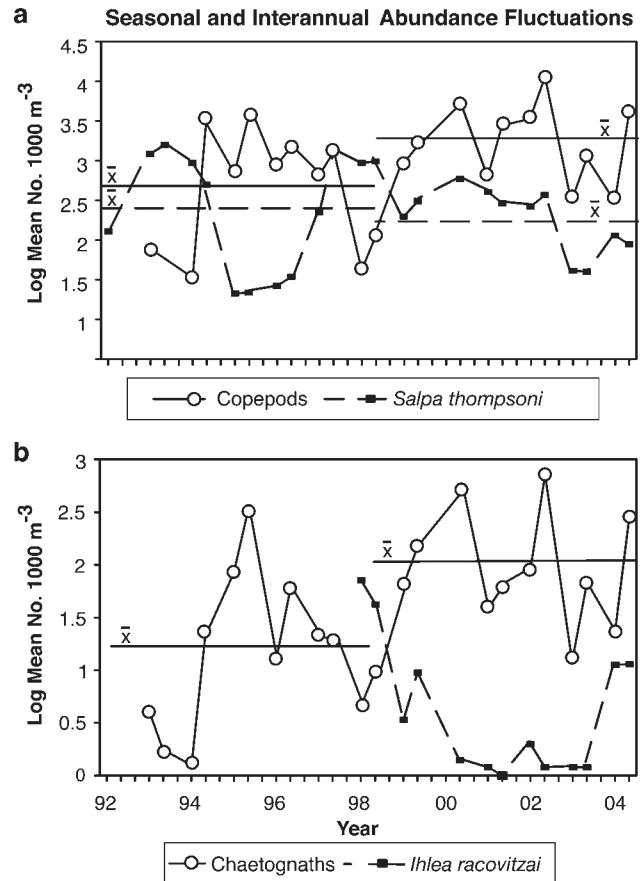 a
Seasonal and Interannual Abundance Fluctuations
Log Mean No. 1000 m⁻³
4.5
4
3.5
3
2.5
2
1.5
1
x̄
x̄
x̄
x̄
Copepods
Salpa thompsoni
b
Log Mean No. 1000 m⁻³
3
2.5
2
1.5
1
0.5
0
x̄
x̄
92
94
96
98
00
02
04
Year
Chaetognaths
Ihlea racovitzai